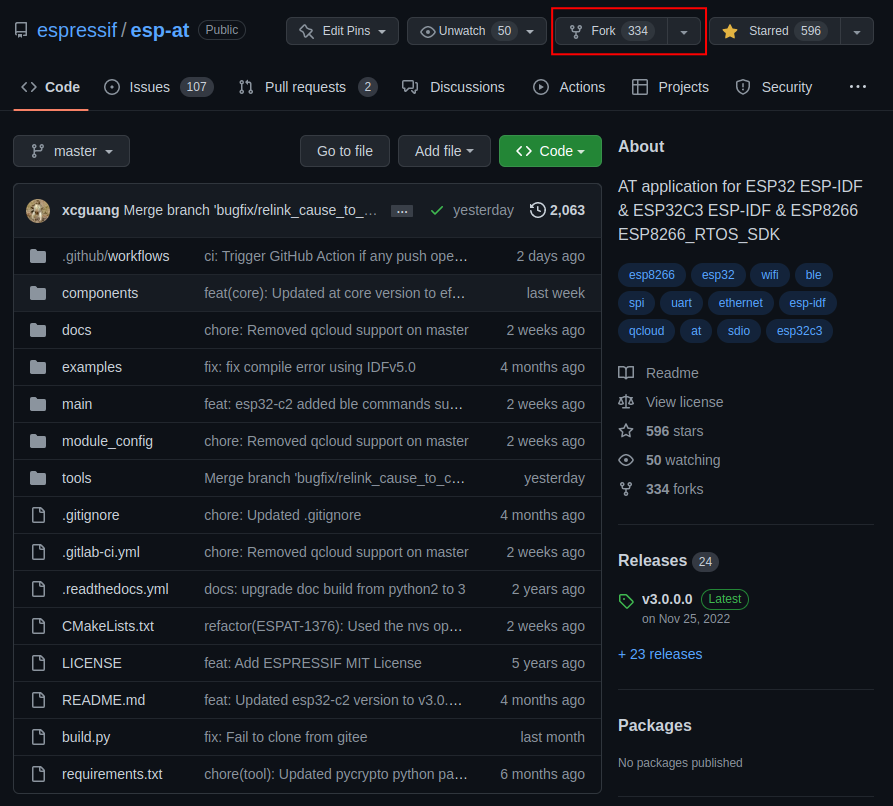 espressif / esp-at Public Edit Pins Unwatch 50 Fork 334 Starred 596
Code Issues 107 Pull requests 2 Discussions Actions Projects Security ...
master Go to file Add file Code
xcguang Merge branch 'bugfix/relink_cause_to_... ... yesterday 2,063
.github/workflows ci: Trigger GitHub Action if any push ope... 2 days ago
components feat(core): Updated at core version to ef... last week
docs chore: Removed qcloud support on master 2 weeks ago
examples fix: fix compile error using IDFv5.0 4 months ago
main feat: esp32-c2 added ble commands su... 2 weeks ago
module_config chore: Removed qcloud support on master 2 weeks ago
tools Merge branch 'bugfix/relink_cause_to_c... yesterday
.gitignore chore: Updated .gitignore 4 months ago
.gitlab-ci.yml chore: Removed qcloud support on master 2 weeks ago
.readthedocs.yml docs: upgrade doc build from python2 to 3 2 years ago
CMakeLists.txt refactor(ESPAT-1376): Used the nvs op... 2 weeks ago
LICENSE feat: Add ESPRESSIF MIT License 5 years ago
README.md feat: Updated esp32-c2 version to v3.0.... 4 months ago
build.py fix: Fail to clone from gitee last month
requirements.txt chore(tool): Updated pycrypto python pa... 6 months ago
About
AT application for ESP32 ESP-IDF
& ESP32C3 ESP-IDF & ESP8266
ESP8266_RTOS_SDK
esp8266 esp32 wifi ble
spi uart ethernet esp-idf
qcloud at sdio esp32c3
Readme
View license
596 stars
50 watching
334 forks
Releases 24
v3.0.0.0 Latest
on Nov 25, 2022
+ 23 releases
Packages
No packages published